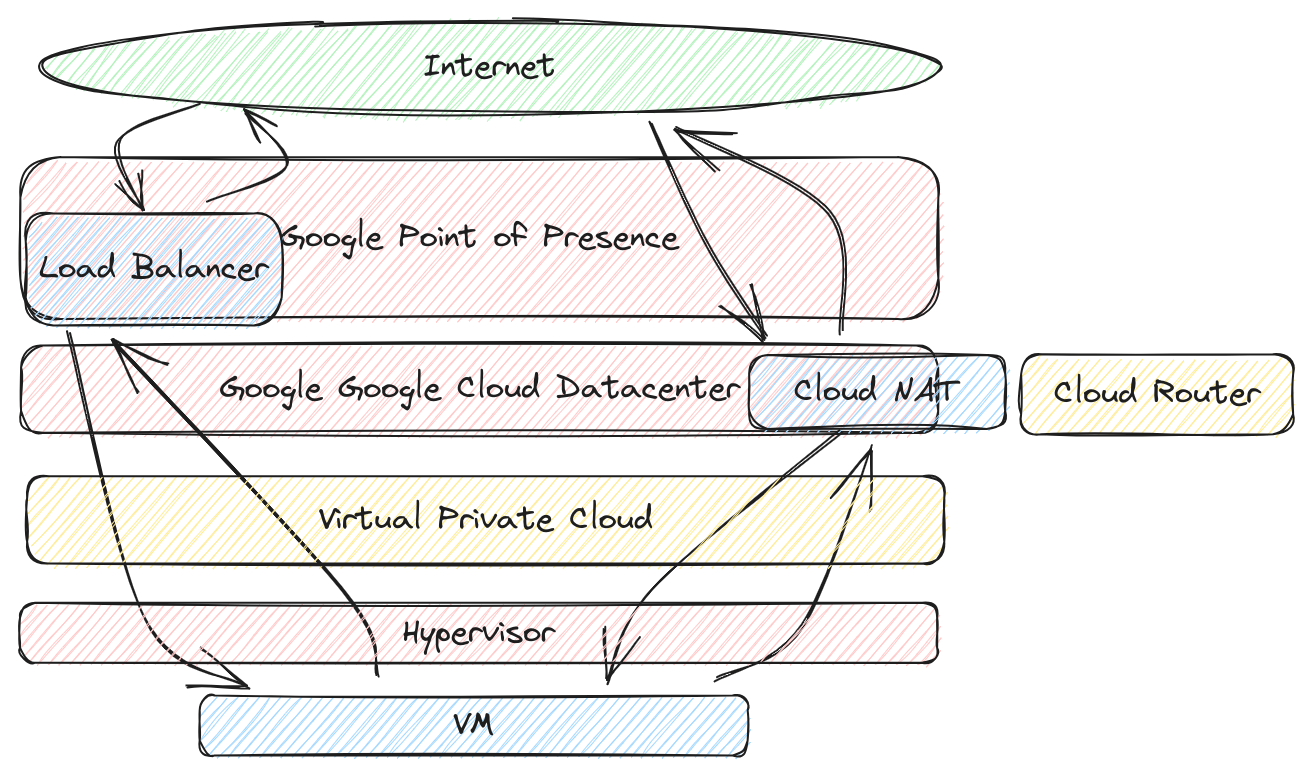 Internet
Google Point of Presence
Load Balancer
Google Google Cloud Datacenter
Cloud NAT
Cloud Router
Virtual Private Cloud
Hypervisor
VM